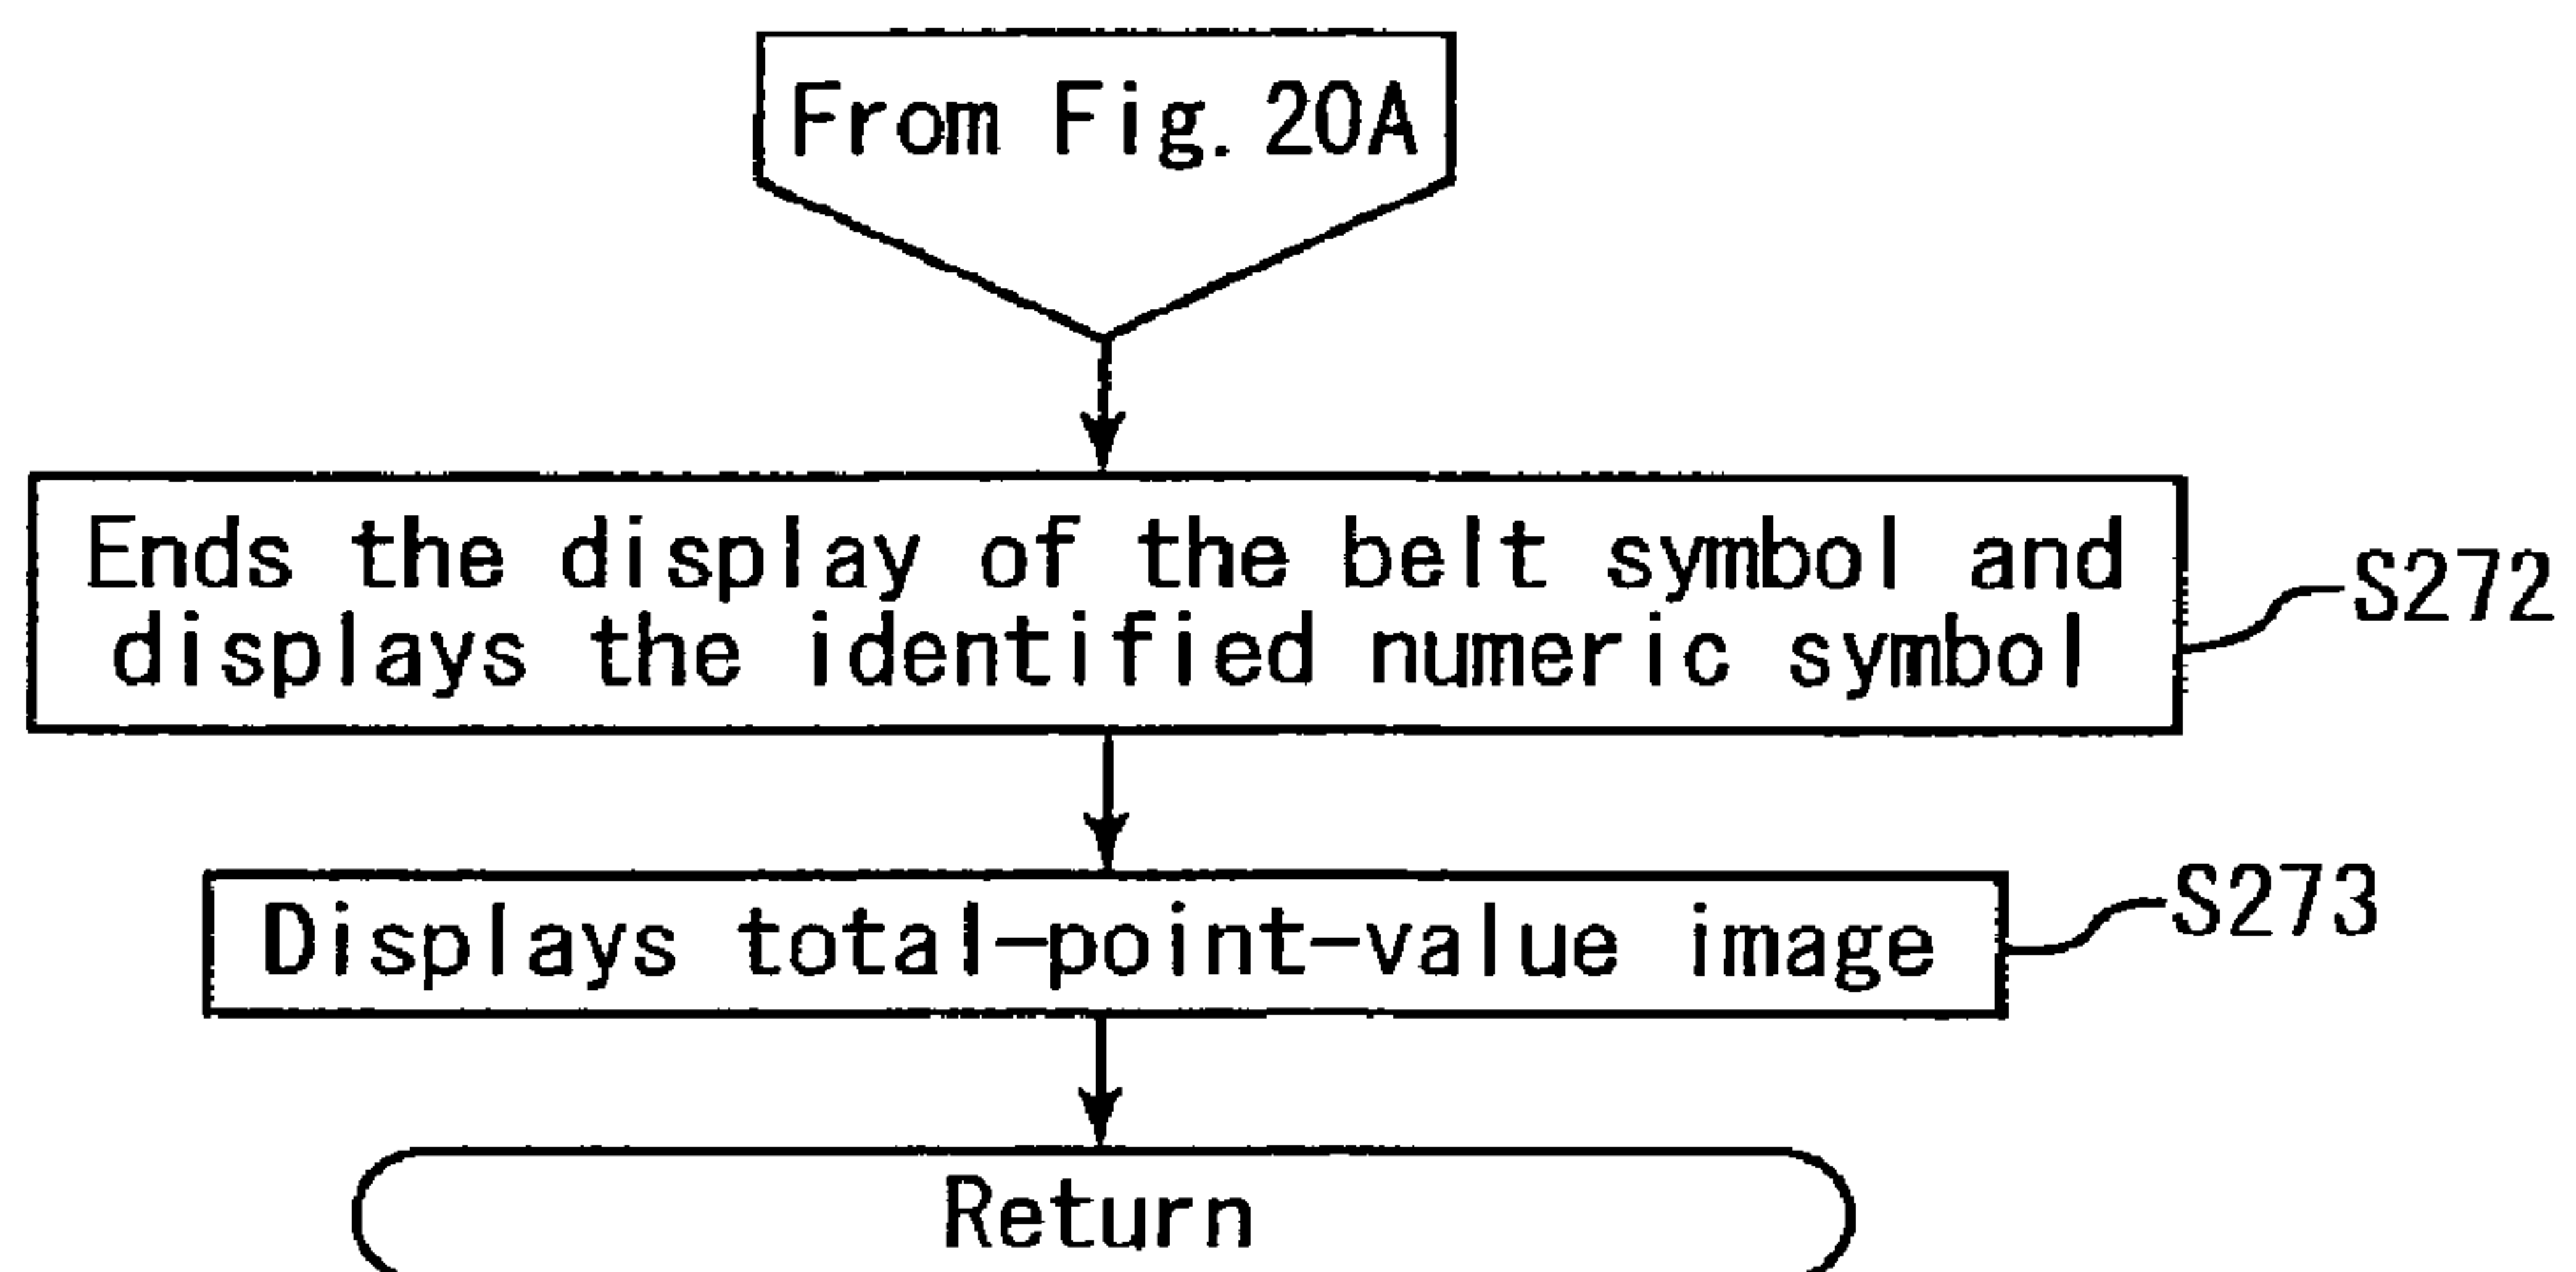 From Fig. 20A
Ends the display of the belt symbol and
displays the identified numeric symbol
S272
Displays total-point-value image
S273
Return